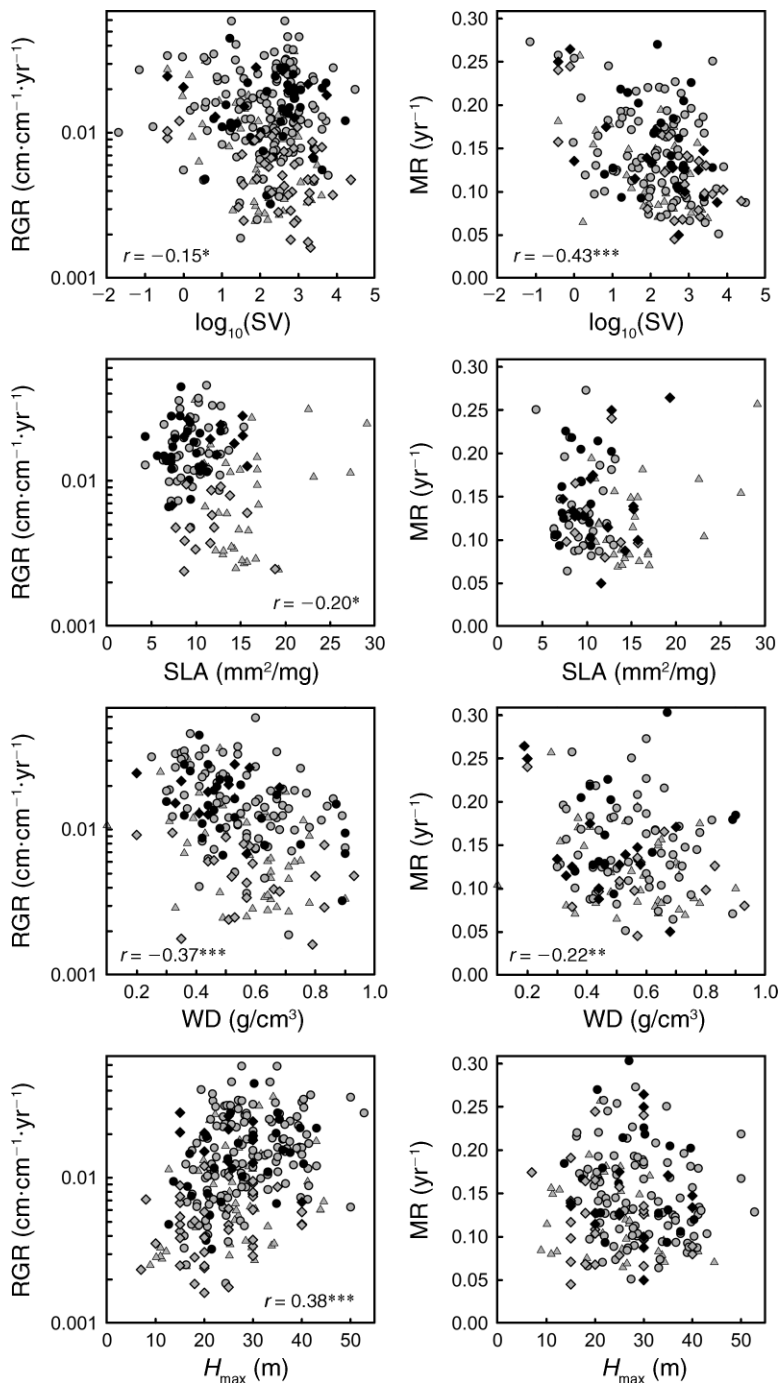 RGR (cm·cm⁻¹·yr⁻¹)
0.01
0.001
r = −0.15*
−2 −1 0 1 2 3 4 5
log₁₀(SV)
MR (yr⁻¹)
0.30
0.25
0.20
0.15
0.10
0.05
0.00
r = −0.43***
−2 −1 0 1 2 3 4 5
log₁₀(SV)
RGR (cm·cm⁻¹·yr⁻¹)
0.01
0.001
r = −0.20*
0 5 10 15 20 25 30
SLA (mm²/mg)
MR (yr⁻¹)
0.30
0.25
0.20
0.15
0.10
0.05
0.00
0 5 10 15 20 25 30
SLA (mm²/mg)
RGR (cm·cm⁻¹·yr⁻¹)
0.01
0.001
r = −0.37***
0.2 0.4 0.6 0.8 1.0
WD (g/cm³)
MR (yr⁻¹)
0.30
0.25
0.20
0.15
0.10
0.05
0.00
r = −0.22**
0.2 0.4 0.6 0.8 1.0
WD (g/cm³)
RGR (cm·cm⁻¹·yr⁻¹)
0.01
0.001
r = 0.38***
0 10 20 30 40 50
Hmax (m)
MR (yr⁻¹)
0.30
0.25
0.20
0.15
0.10
0.05
0.00
0 10 20 30 40 50
Hmax (m)